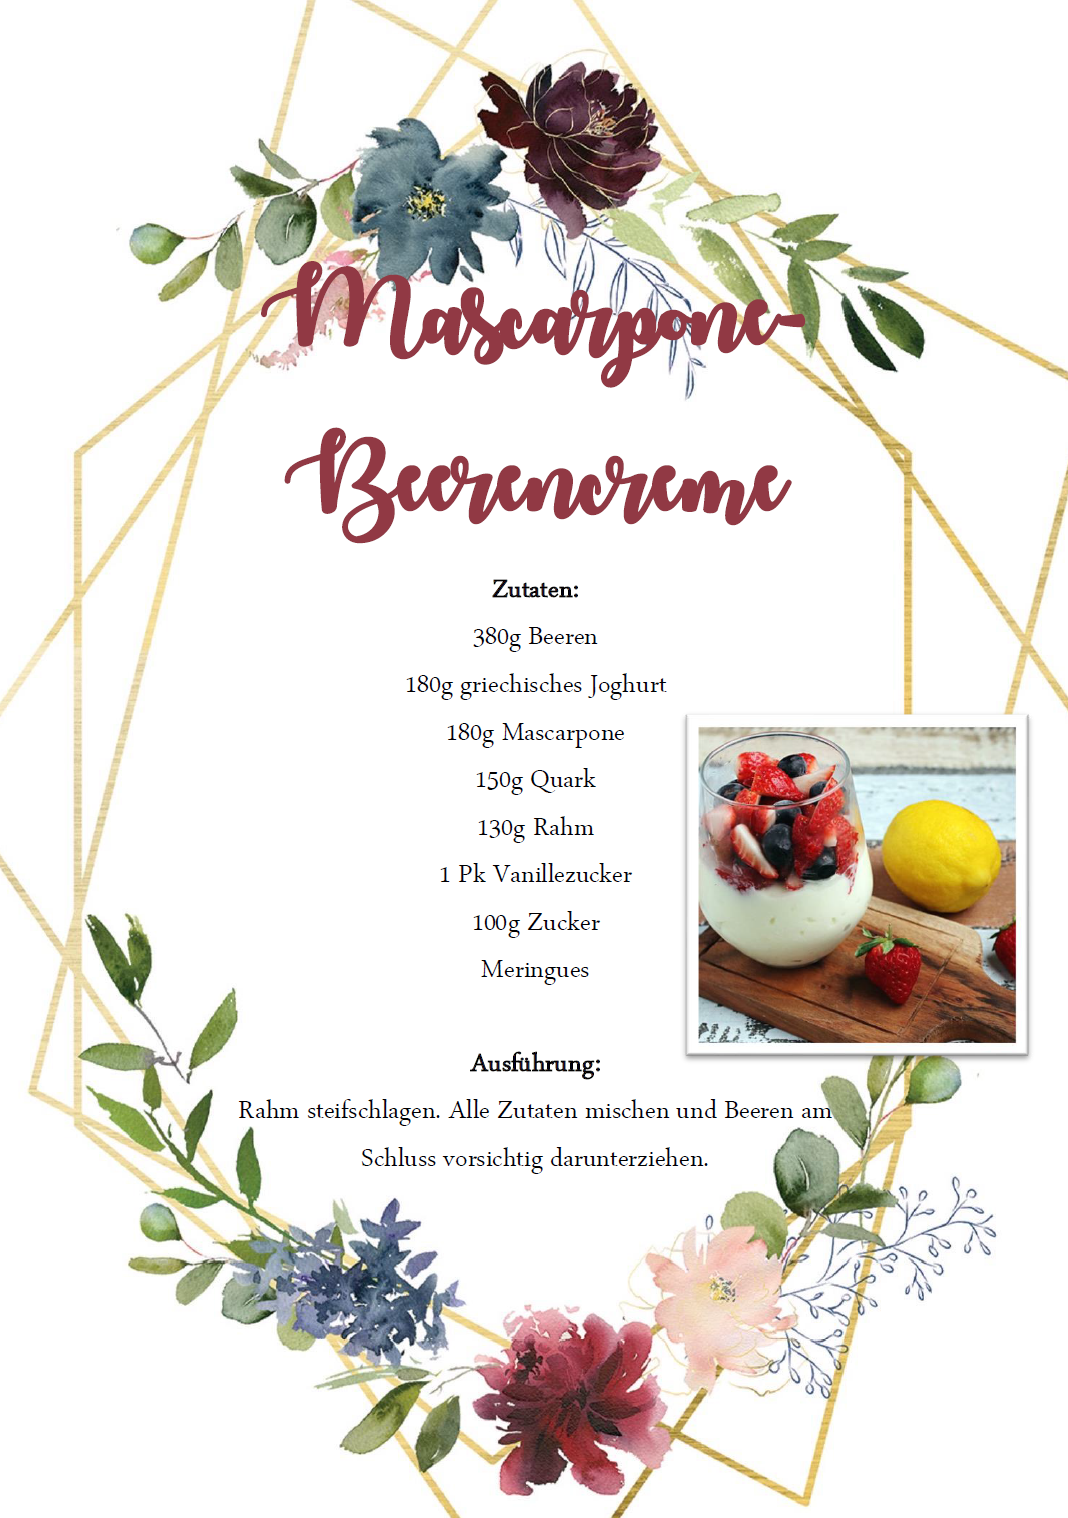 Mascarpone-
Beerencreme
Zutaten:
380g Beeren
180g griechisches Joghurt
180g Mascarpone
150g Quark
130g Rahm
1 Pk Vanillezucker
100g Zucker
Meringues
Ausführung:
Rahm steifschlagen. Alle Zutaten mischen und Beeren am
Schluss vorsichtig darunterziehen.